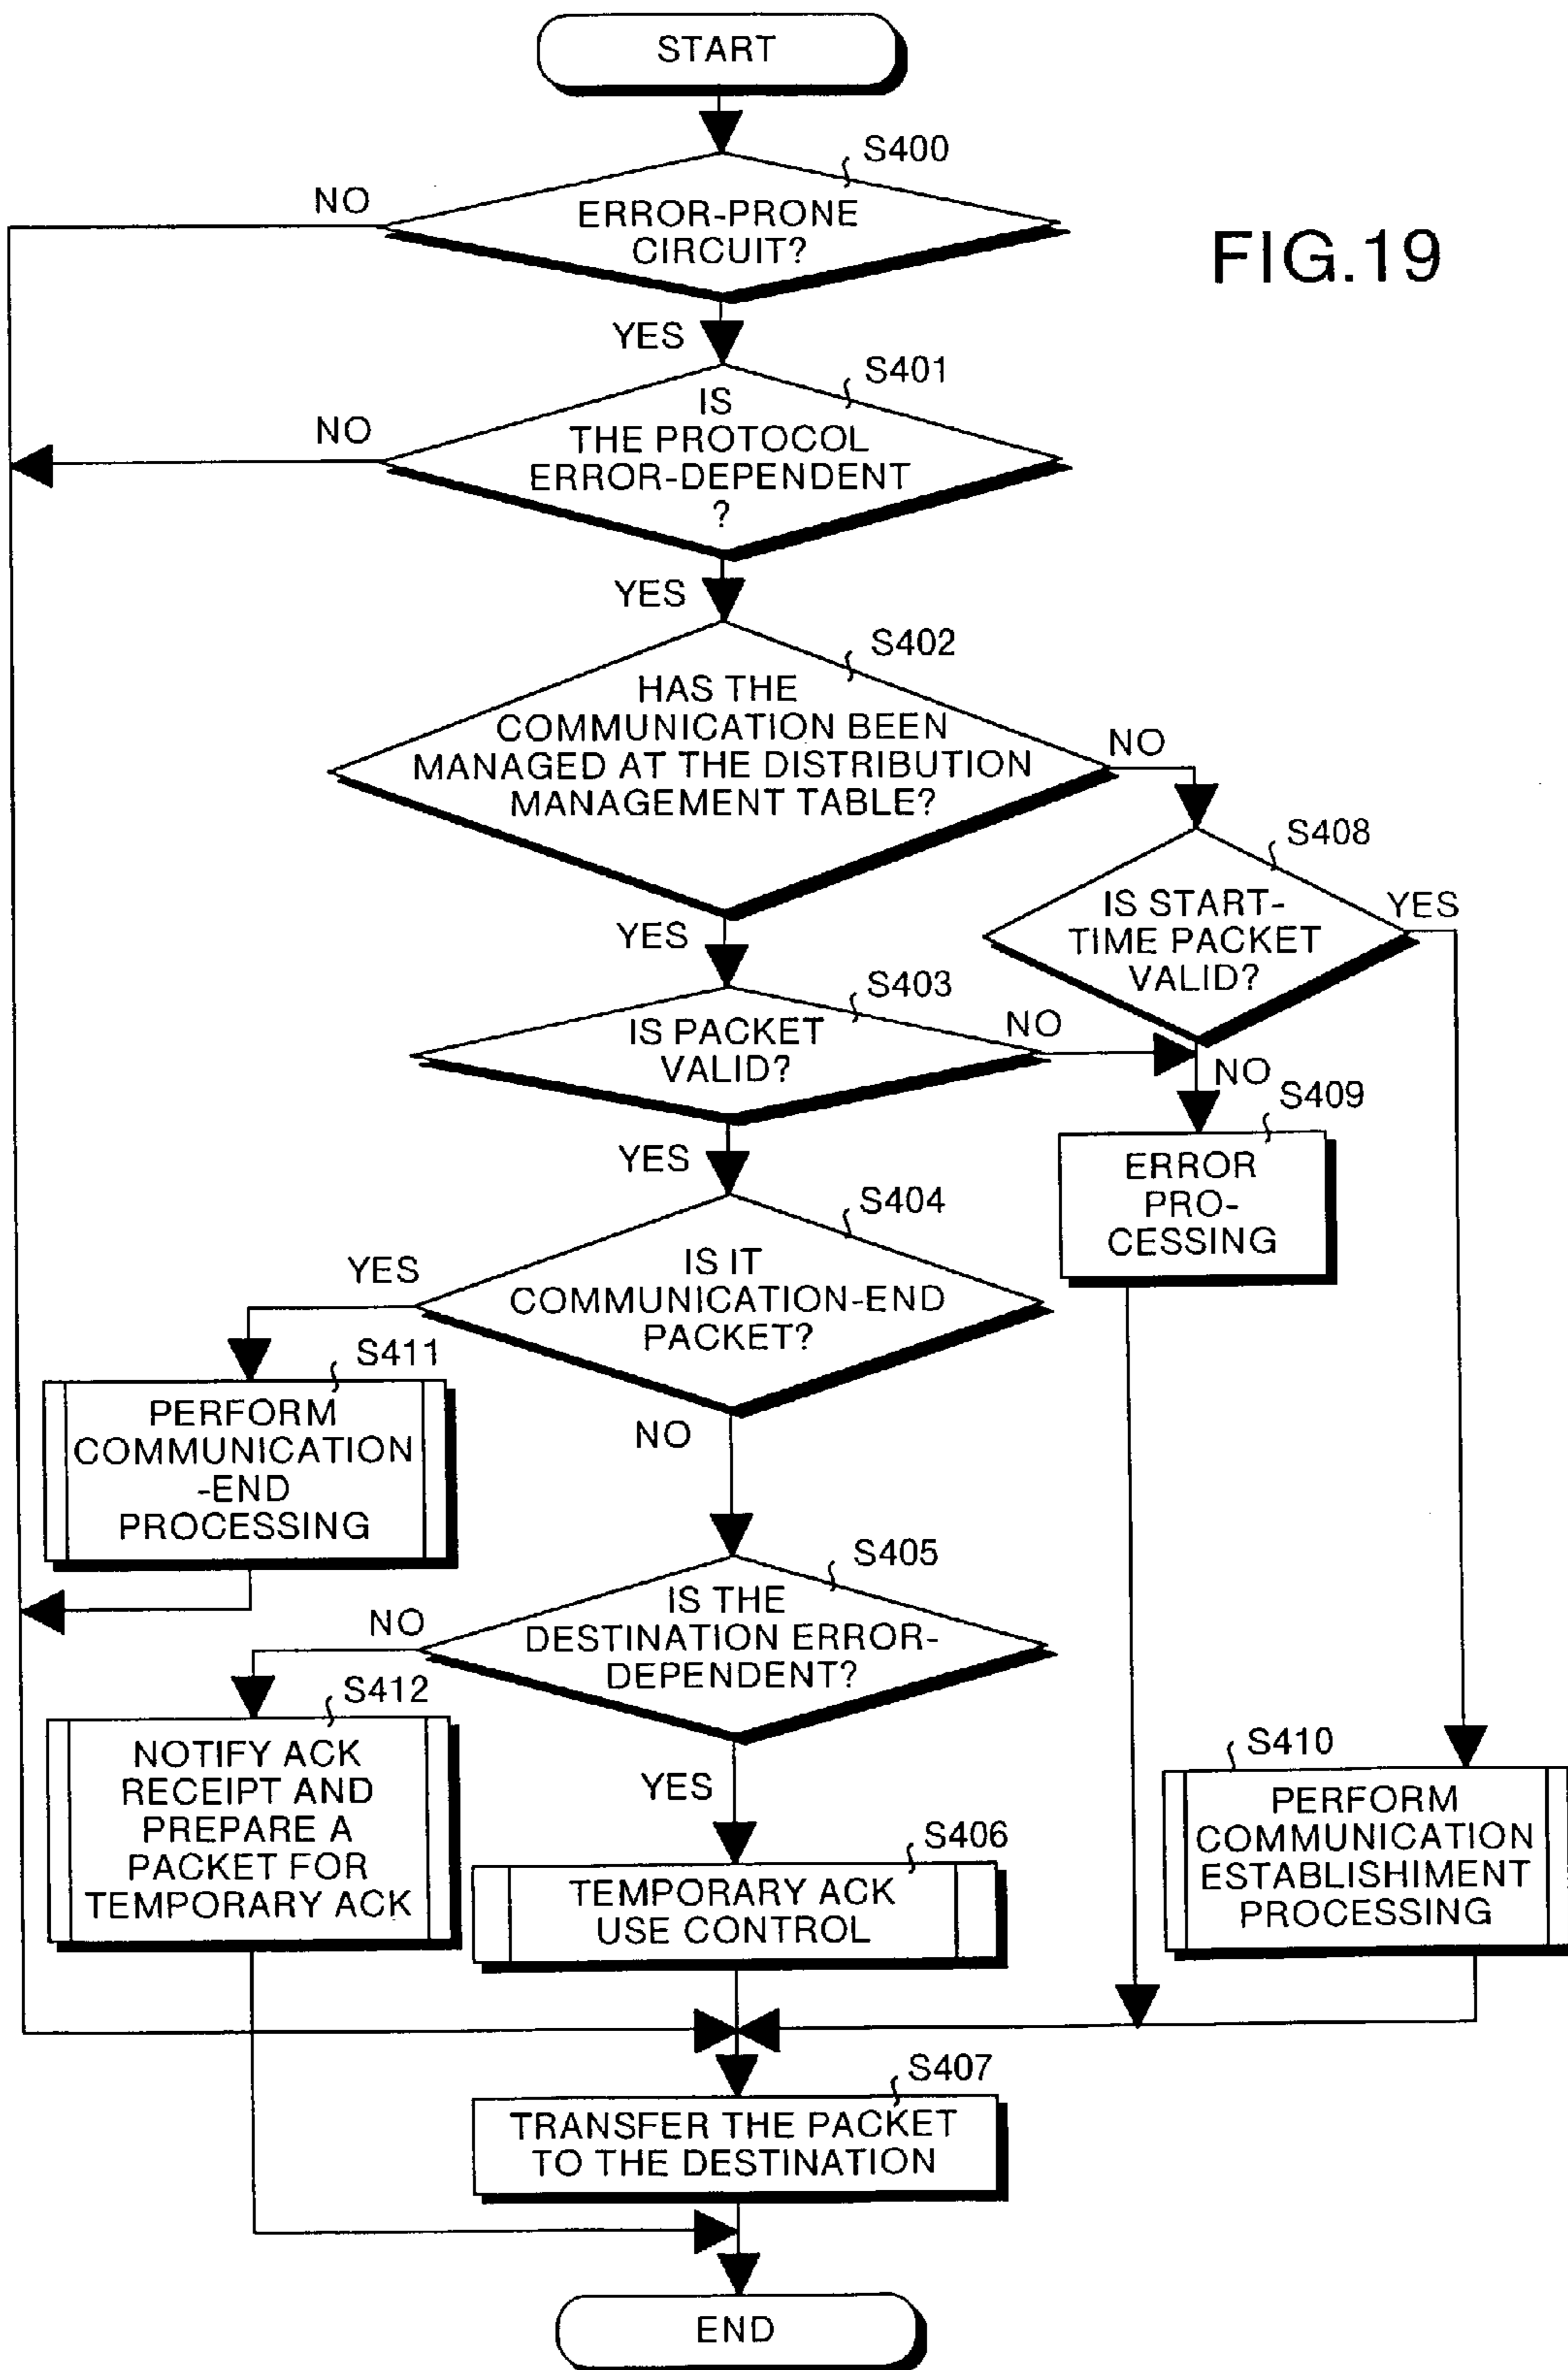 START
S400
NO
ERROR-PRONE
CIRCUIT?
FIG.19
YES
S401
IS
THE PROTOCOL
ERROR-DEPENDENT
?
NO
YES
S402
HAS THE
COMMUNICATION BEEN
MANAGED AT THE DISTRIBUTION
MANAGEMENT TABLE?
NO
S408
IS START-
TIME PACKET
VALID?
YES
YES
S403
IS PACKET
VALID?
NO
NO
S409
ERROR
PRO-
CESSING
YES
S404
IS IT
COMMUNICATION-END
PACKET?
YES
S411
PERFORM
COMMUNICATION
-END
PROCESSING
NO
S405
IS THE
DESTINATION ERROR-
DEPENDENT?
NO
S412
NOTIFY ACK
RECEIPT AND
PREPARE A
PACKET FOR
TEMPORARY ACK
YES
S406
TEMPORARY ACK
USE CONTROL
S410
PERFORM
COMMUNICATION
ESTABLISHIMENT
PROCESSING
S407
TRANSFER THE PACKET
TO THE DESTINATION
END